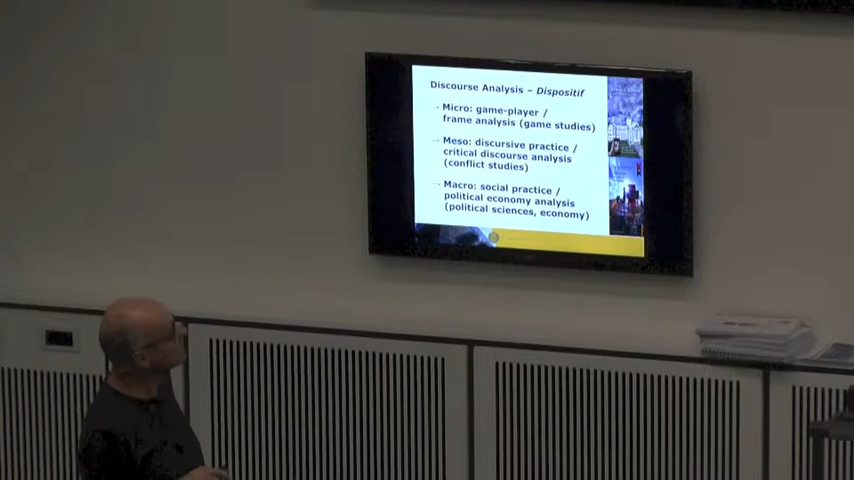 Discourse Analysis – Dispositif
Micro: game-player /
frame analysis (game studies)
Meso: discursive practice /
critical discourse analysis
(conflict studies)
Macro: social practice /
political economy analysis
(political sciences, economy)